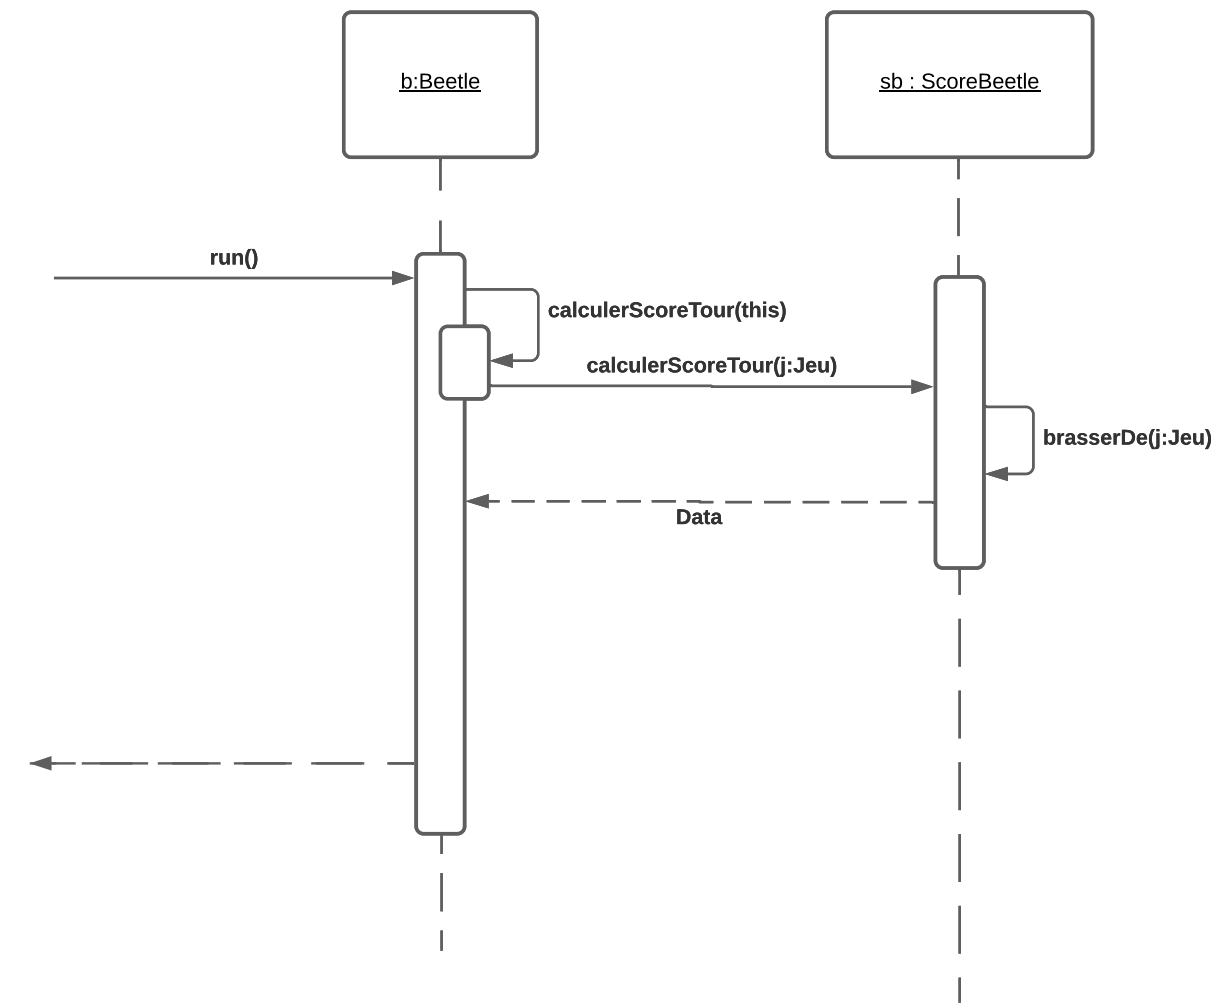 b:Beetle
sb : ScoreBeetle
run()
calculerScoreTour(this)
calculerScoreTour(j:Jeu)
brasserDe(j:Jeu)
Data